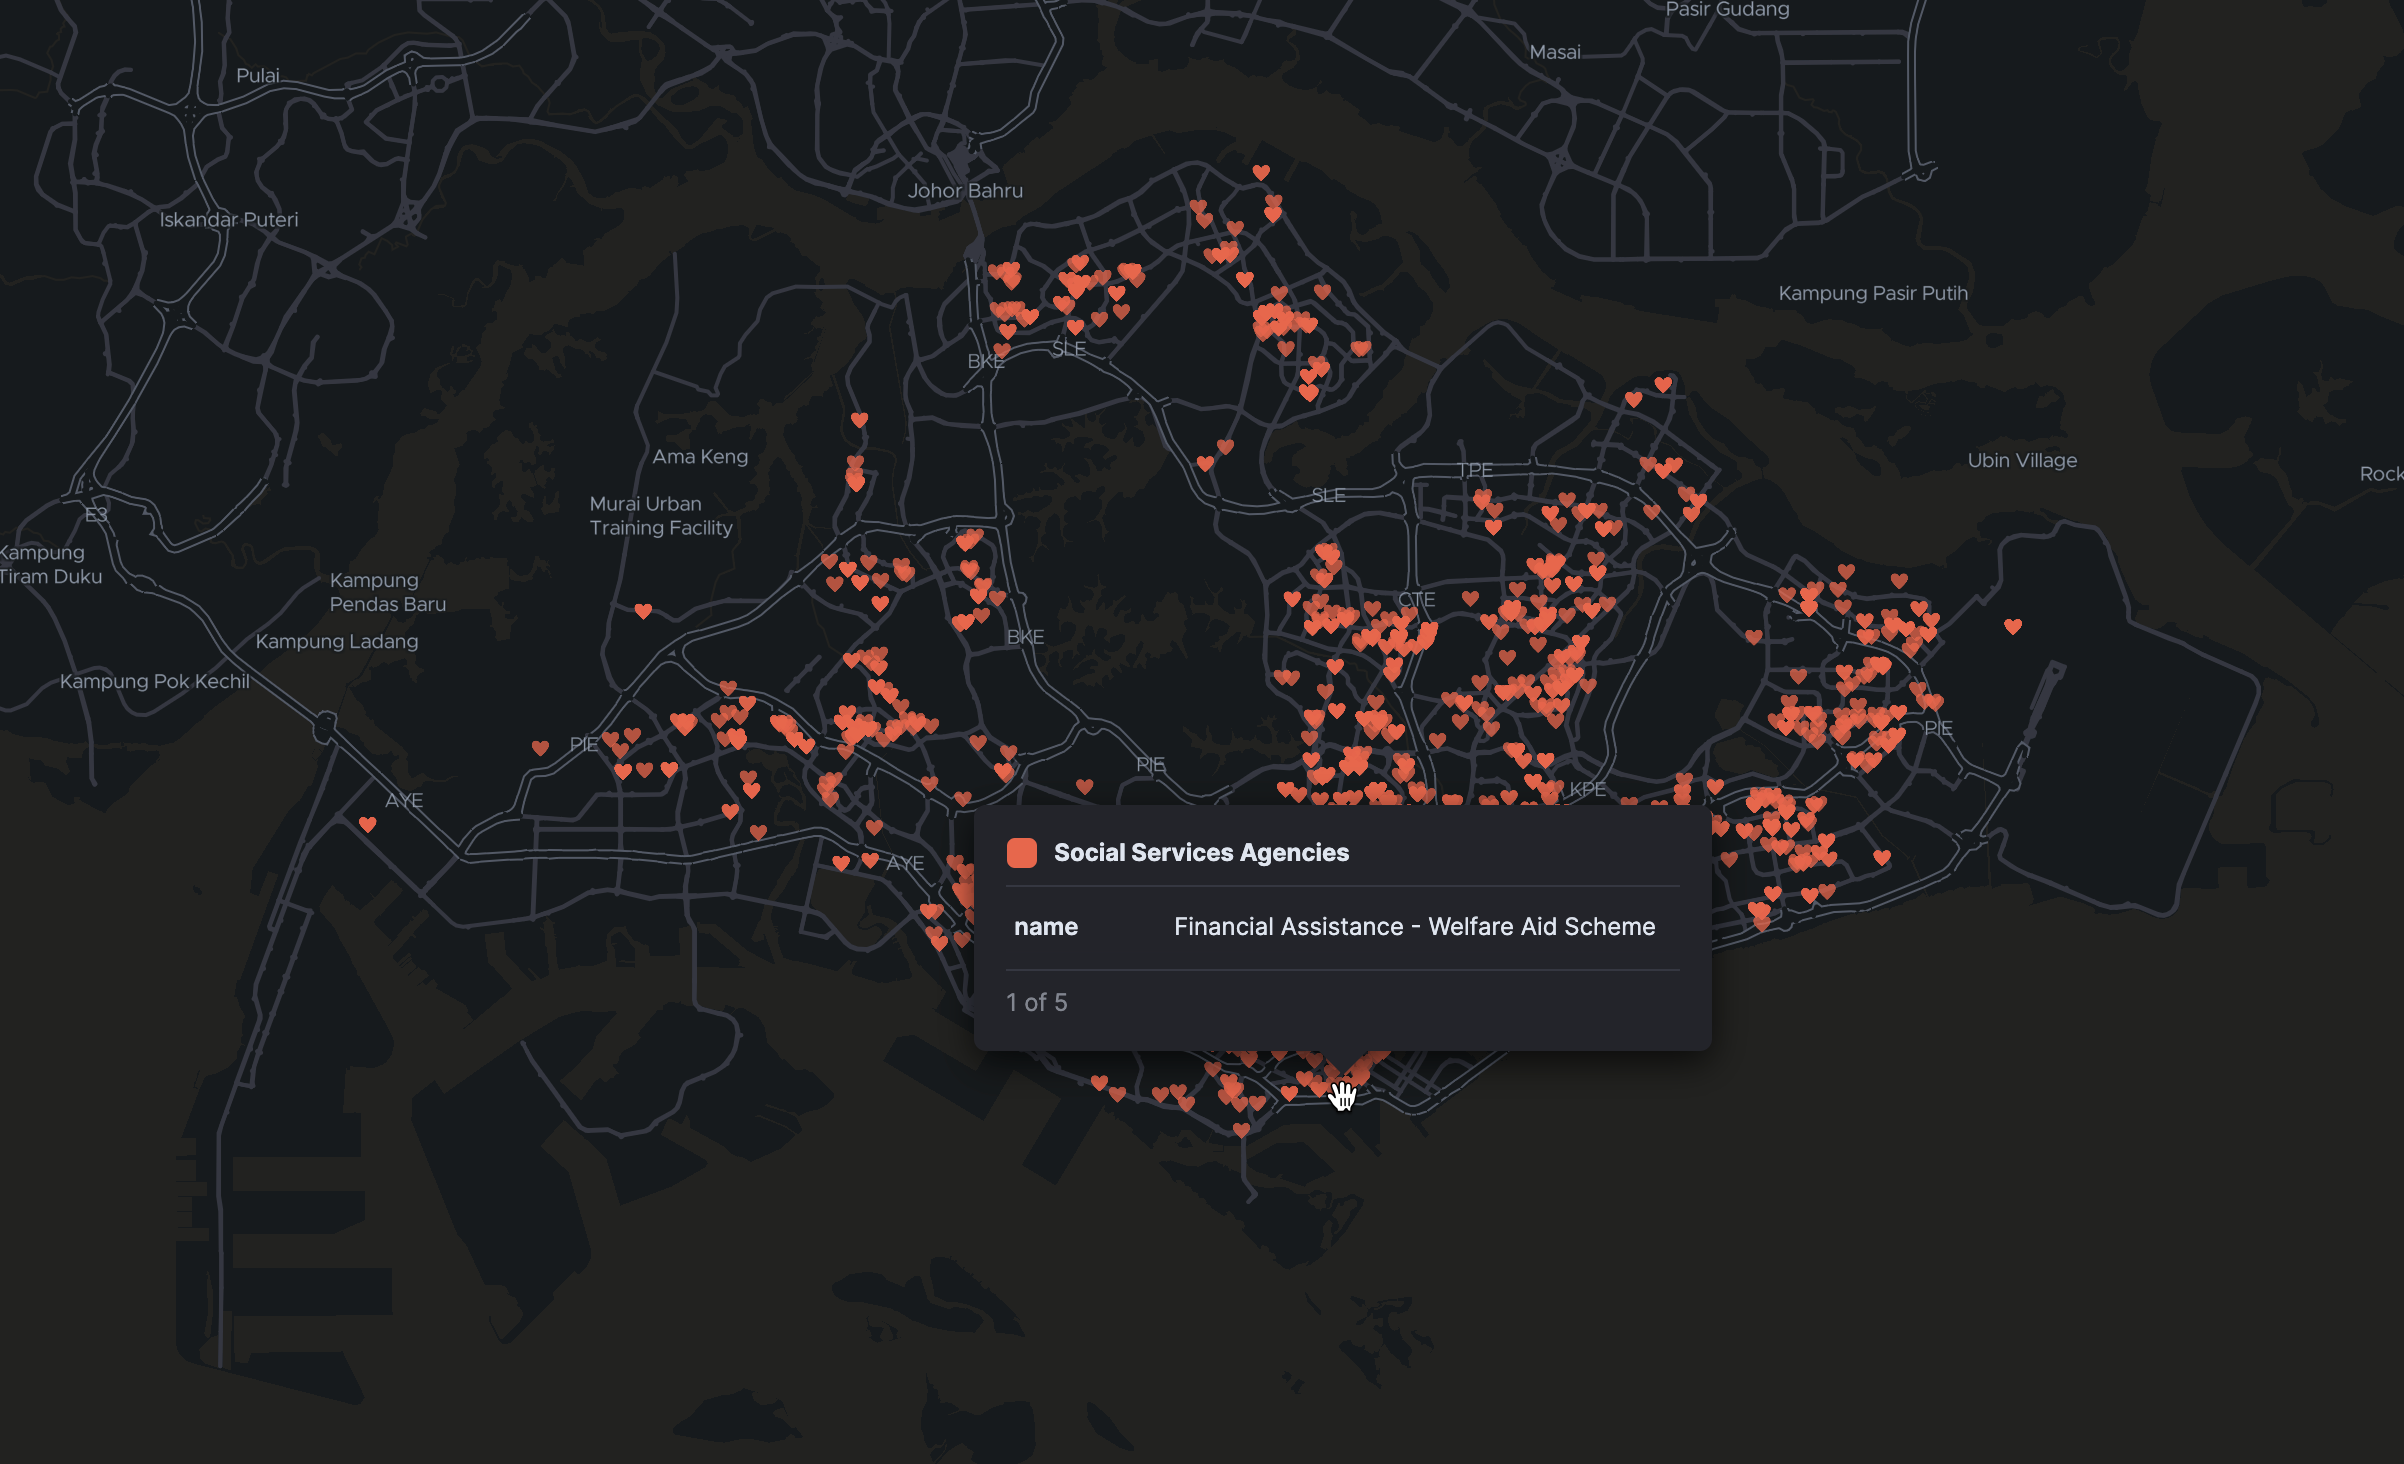 Pasir Gudang
Masai
Pulai
Johor Bahru
Iskandar Puteri
Kampung Pasir Putih
SLE
BKE
Ama Keng
Ubin Village
TPE
Rock
SLE
Murai Urban
Training Facility
E3
Kampung
Tiram Duku
Kampung
Pendas Baru
CTE
Kampung Ladang
BKE
Kampung Pok Kechil
PIE
PIE
PIE
KPE
AYE
AYE
Social Services Agencies
name Financial Assistance - Welfare Aid Scheme
1 of 5